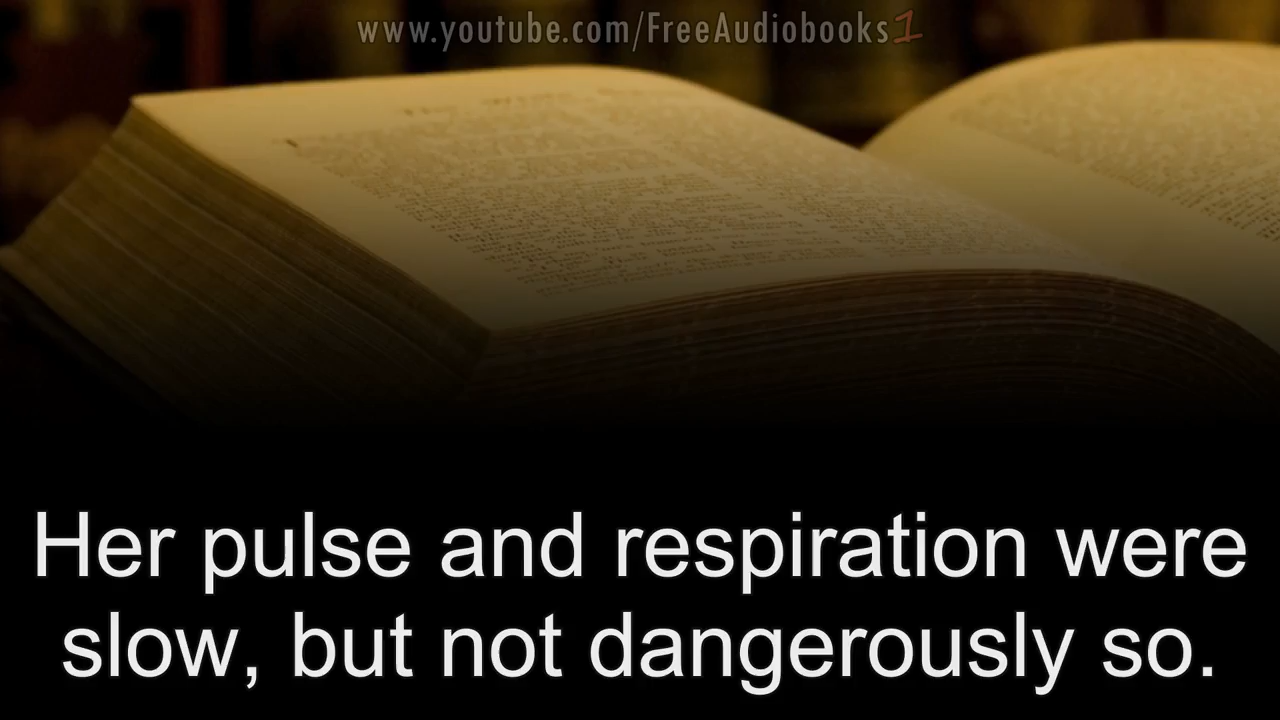 www.youtube.com/FreeAudiobooks1
Her pulse and respiration were
slow, but not dangerously so.